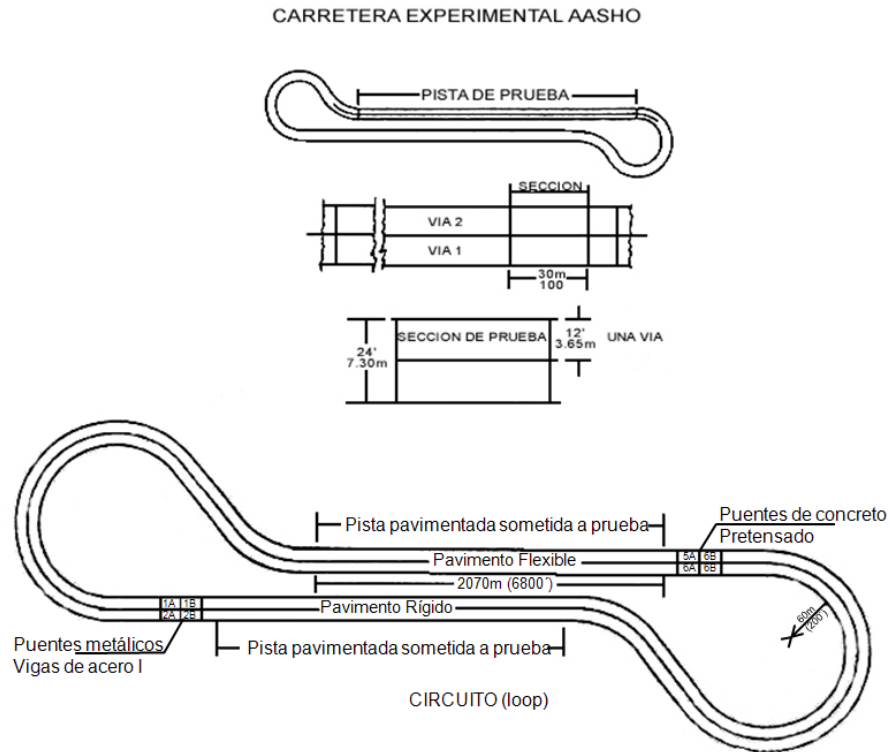 CARRETERA EXPERIMENTAL AASHO
PISTA DE PRUEBA
SECCION
VIA 2
VIA 1
30m
100
SECCION DE PRUEBA
24'
7.30m
12'
3.65m
UNA VIA
Puentes de concreto
Pretensado
Pista pavimentada sometida a prueba
5A 6B
6A 6B
Pavimento Flexible
2070m (6800´)
1A 1B
2A 2B
Pavimento Rígido
60m
(200´)
Puentes metálicos
Vigas de acero I
Pista pavimentada sometida a prueba
CIRCUITO (loop)